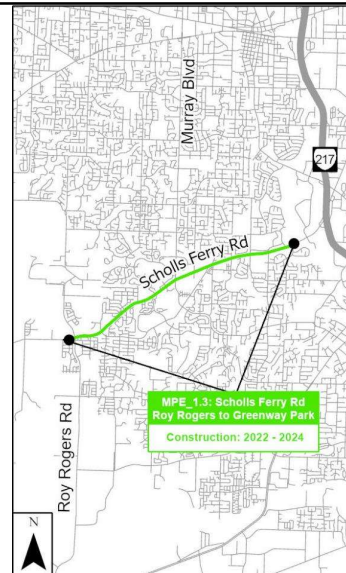 Murray Blvd
217
Scholls Ferry Rd
MPE_1.3: Scholls Ferry Rd
Roy Rogers to Greenway Park
Construction: 2022 - 2024
Roy Rogers Rd
N